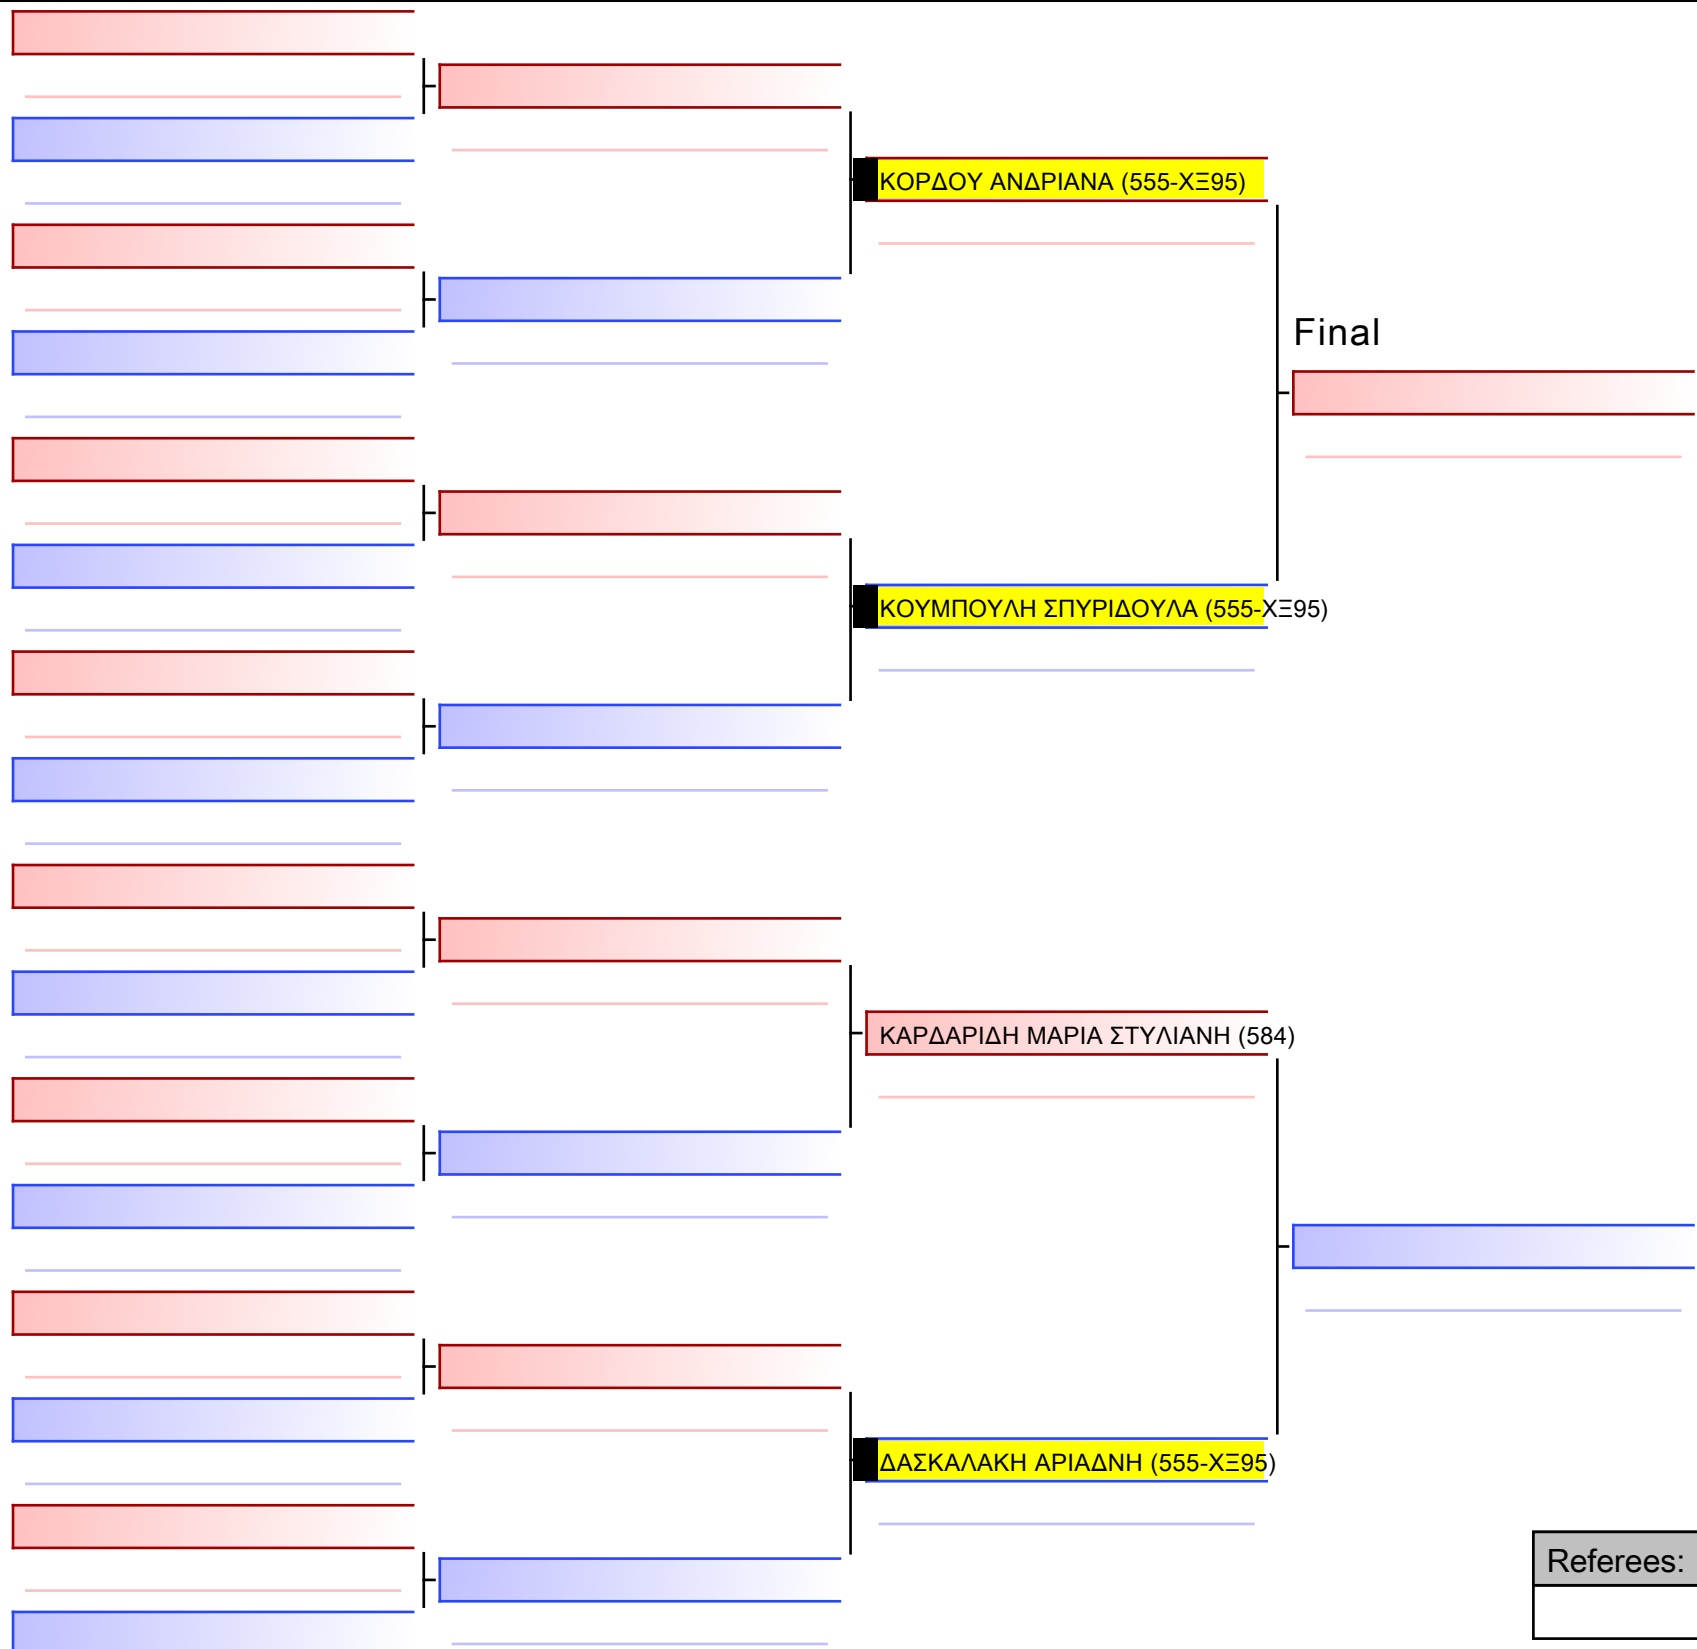 ΚΟΡΔΟΥ ΑΝΔΡΙΑΝΑ (555-ΧΞ95)
Final
ΚΟΥΜΠΟΥΛΗ ΣΠΥΡΙΔΟΥΛΑ (555-ΧΞ95)
ΚΑΡΔΑΡΙΔΗ ΜΑΡΙΑ ΣΤΥΛΙΑΝΗ (584)
ΔΑΣΚΑΛΑΚΗ ΑΡΙΑΔΝΗ (555-ΧΞ95)
Referees: